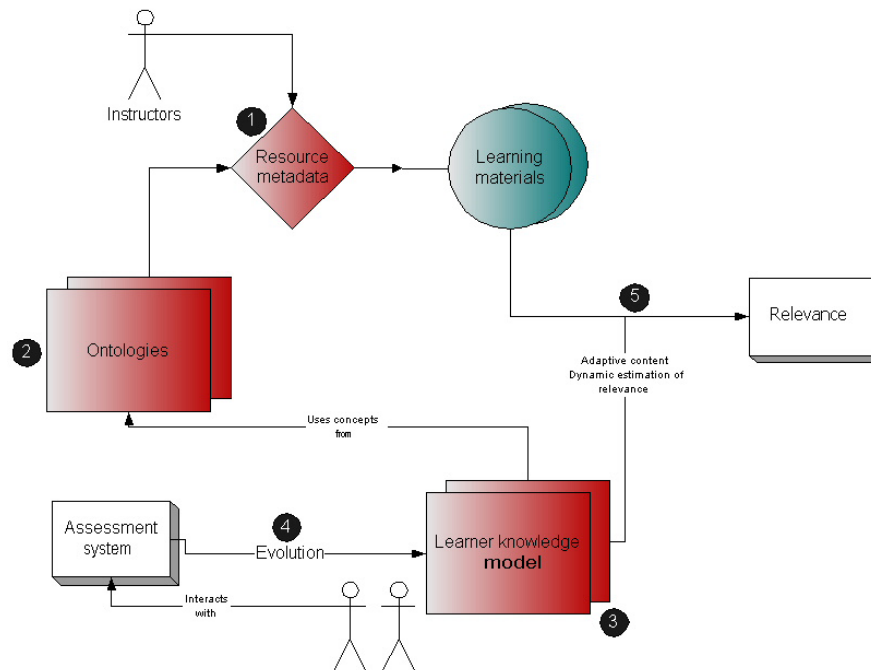 Instructors
1
Resource
metadata
Learning
materials
2
Ontologies
5
Relevance
Adaptive content
Dynamic estimation of
relevance
Uses concepts
from
Assessment
system
4
Evolution
Learner knowledge
model
Interacts
with
3